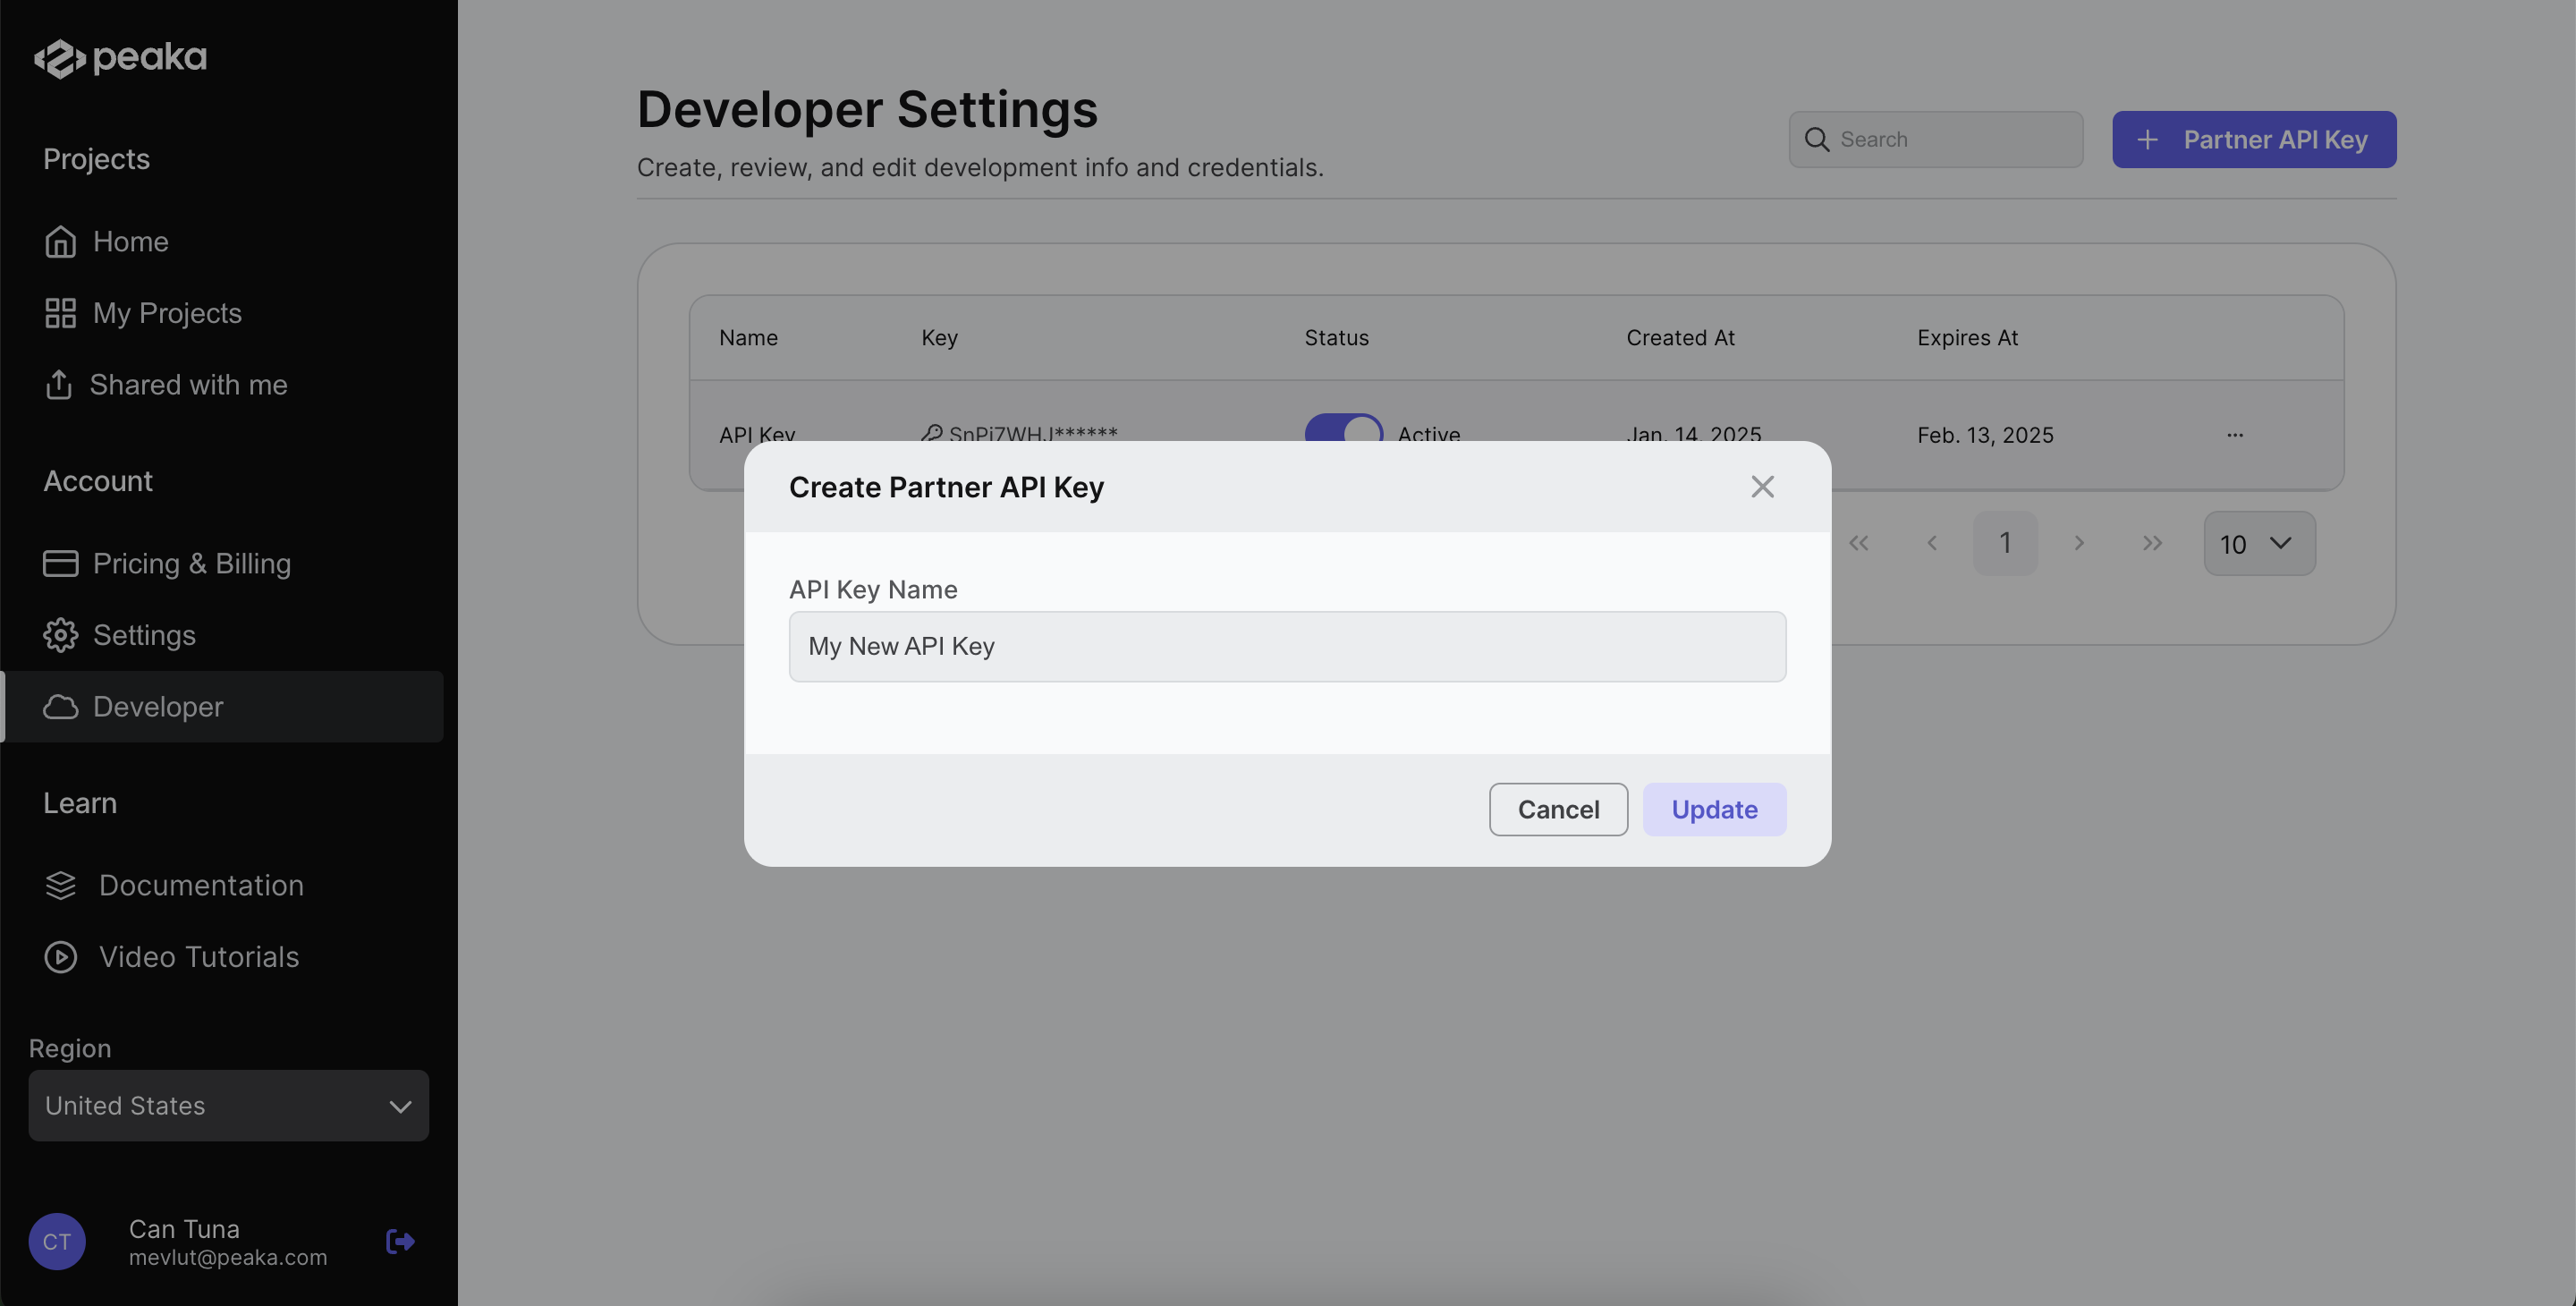 peaka
Projects
Home
My Projects
Shared with me
Account
Pricing & Billing
Settings
Developer
Learn
Documentation
Video Tutorials
Region
United States
CT
Can Tuna
mevlut@peaka.com
Developer Settings
Create, review, and edit development info and credentials.
Search
Partner API Key
Name Key Status Created At Expires At
API Key SnPi7WHJ****** Active Jan. 14, 2025 Feb. 13, 2025
1
10
Create Partner API Key
API Key Name
My New API Key
Cancel Update